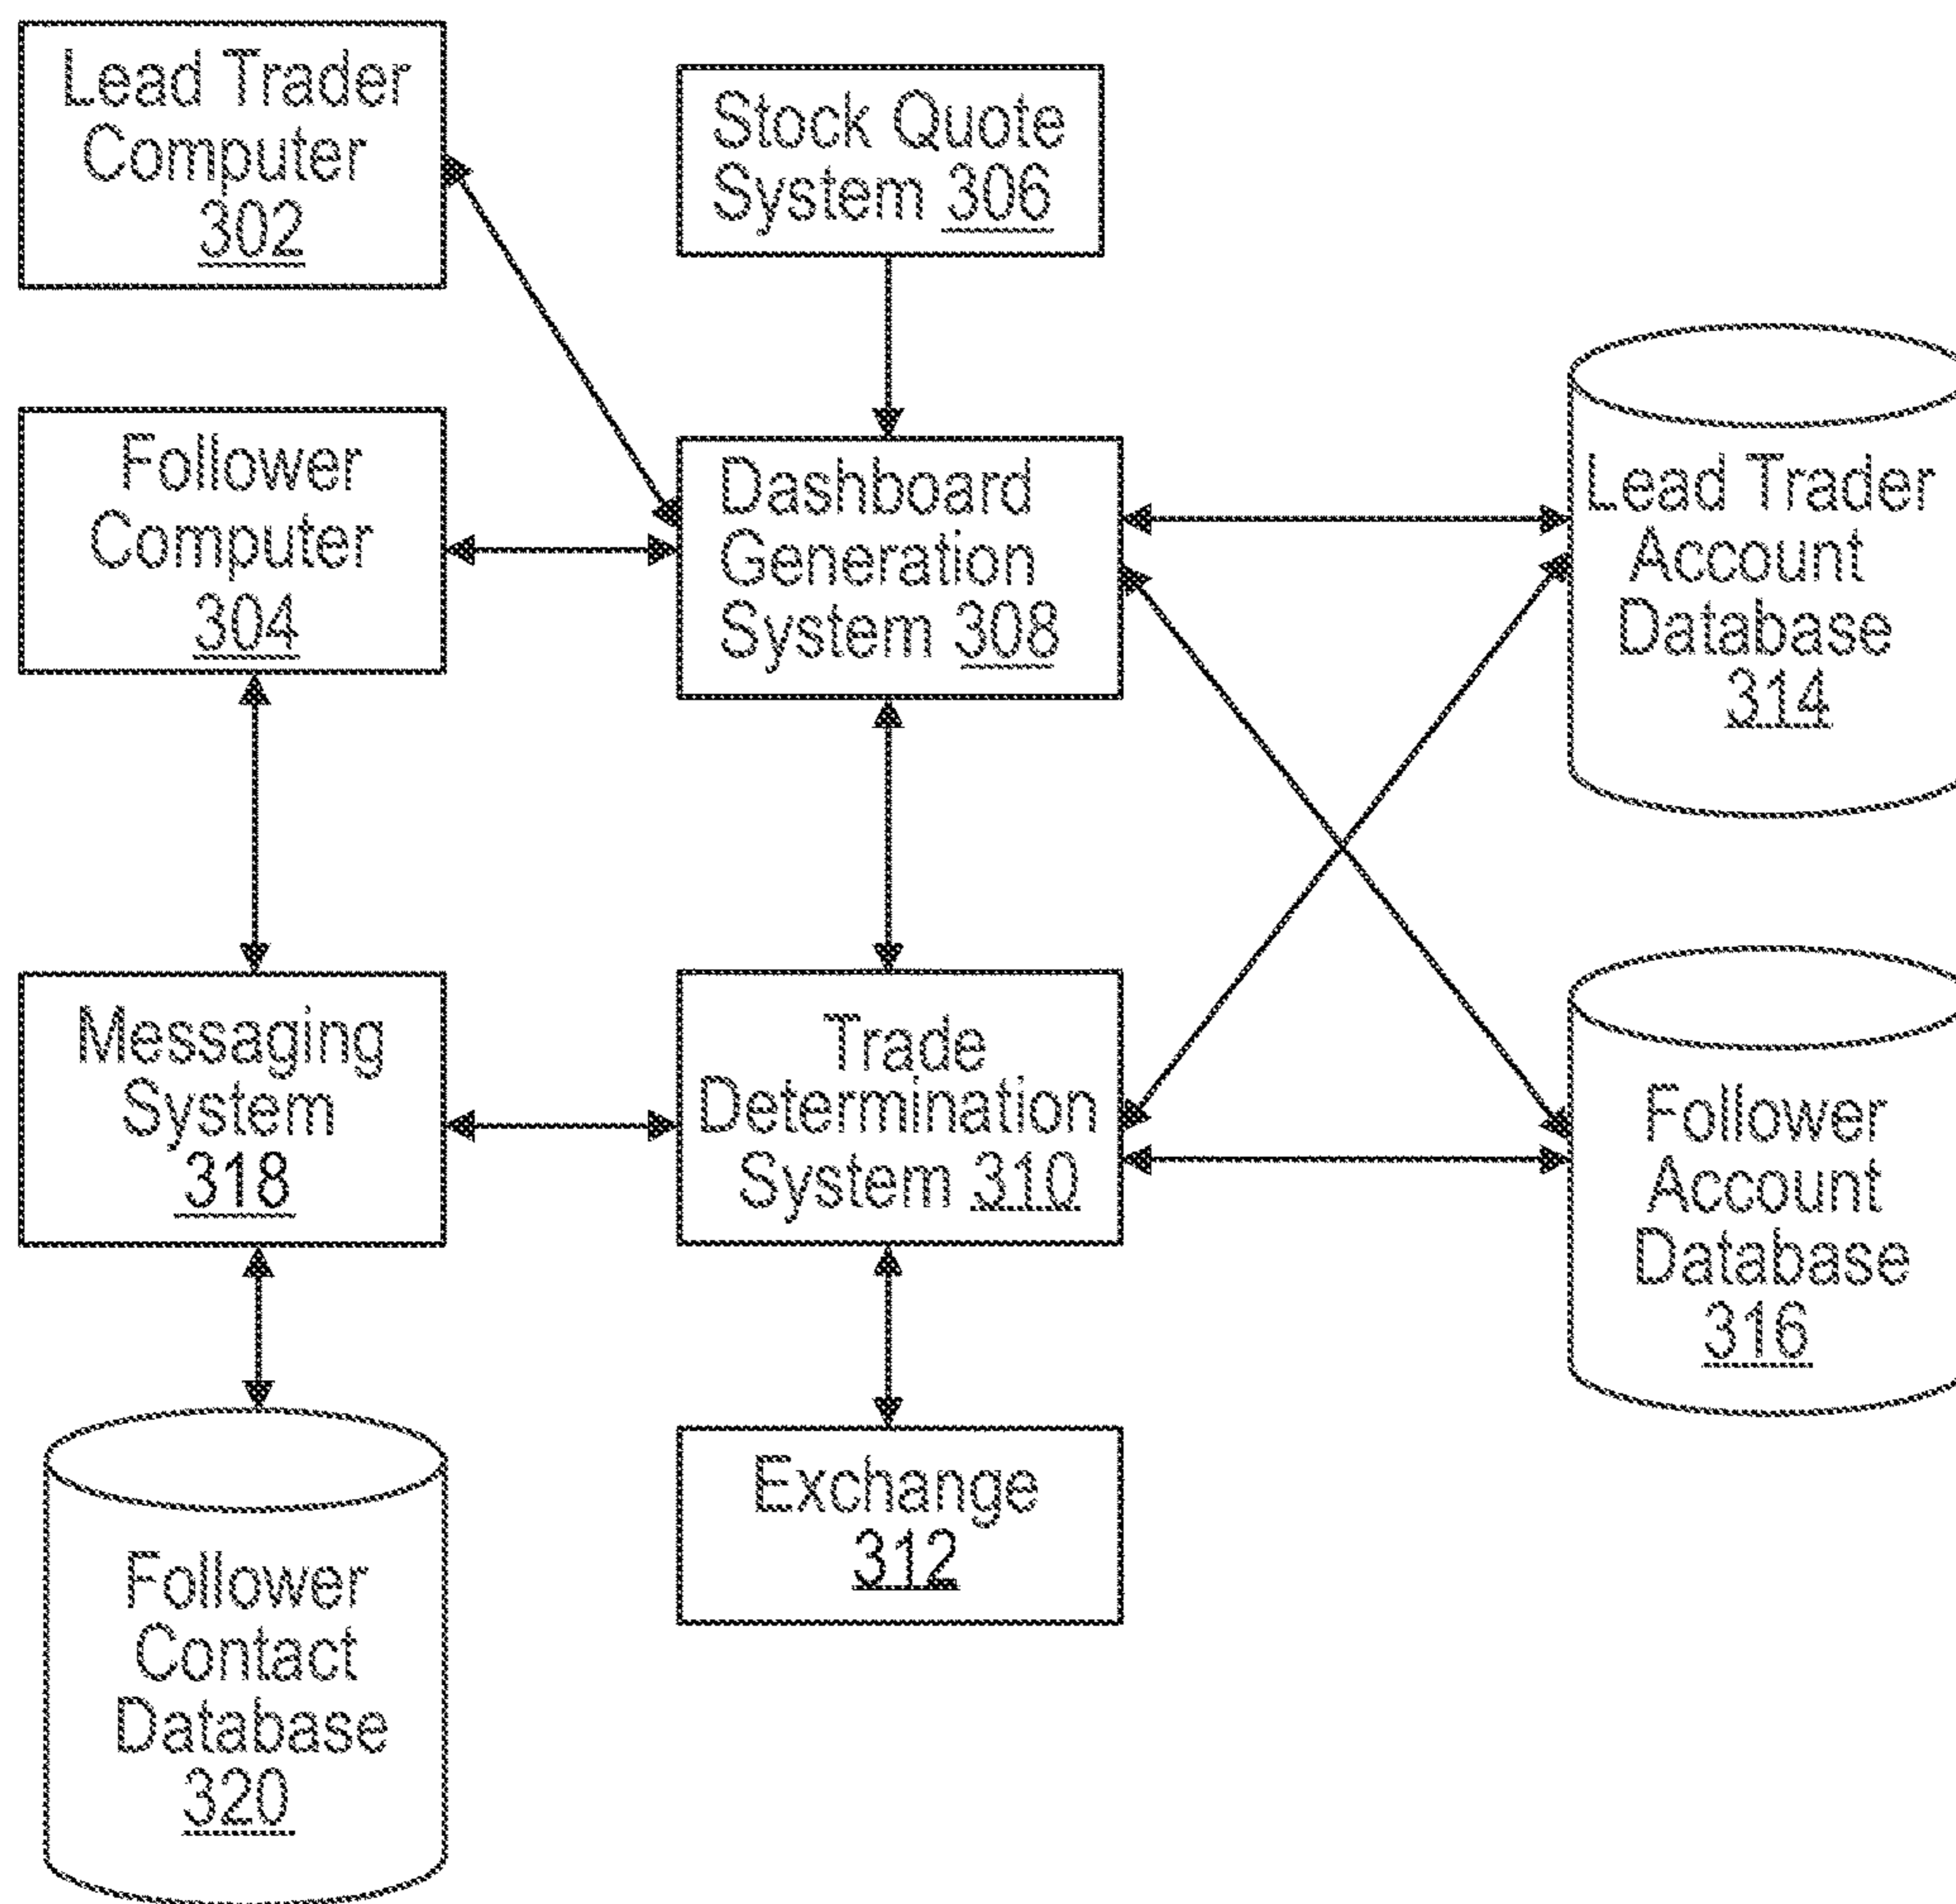 Lead Trader
Computer
302
Stock Quote
System 306
Follower
Computer
304
Dashboard
Generation
System 308
Lead Trader
Account
Database
314
Messaging
System
318
Trade
Determination
System 310
Follower
Account
Database
316
Follower
Contact
Database
320
Exchange
312